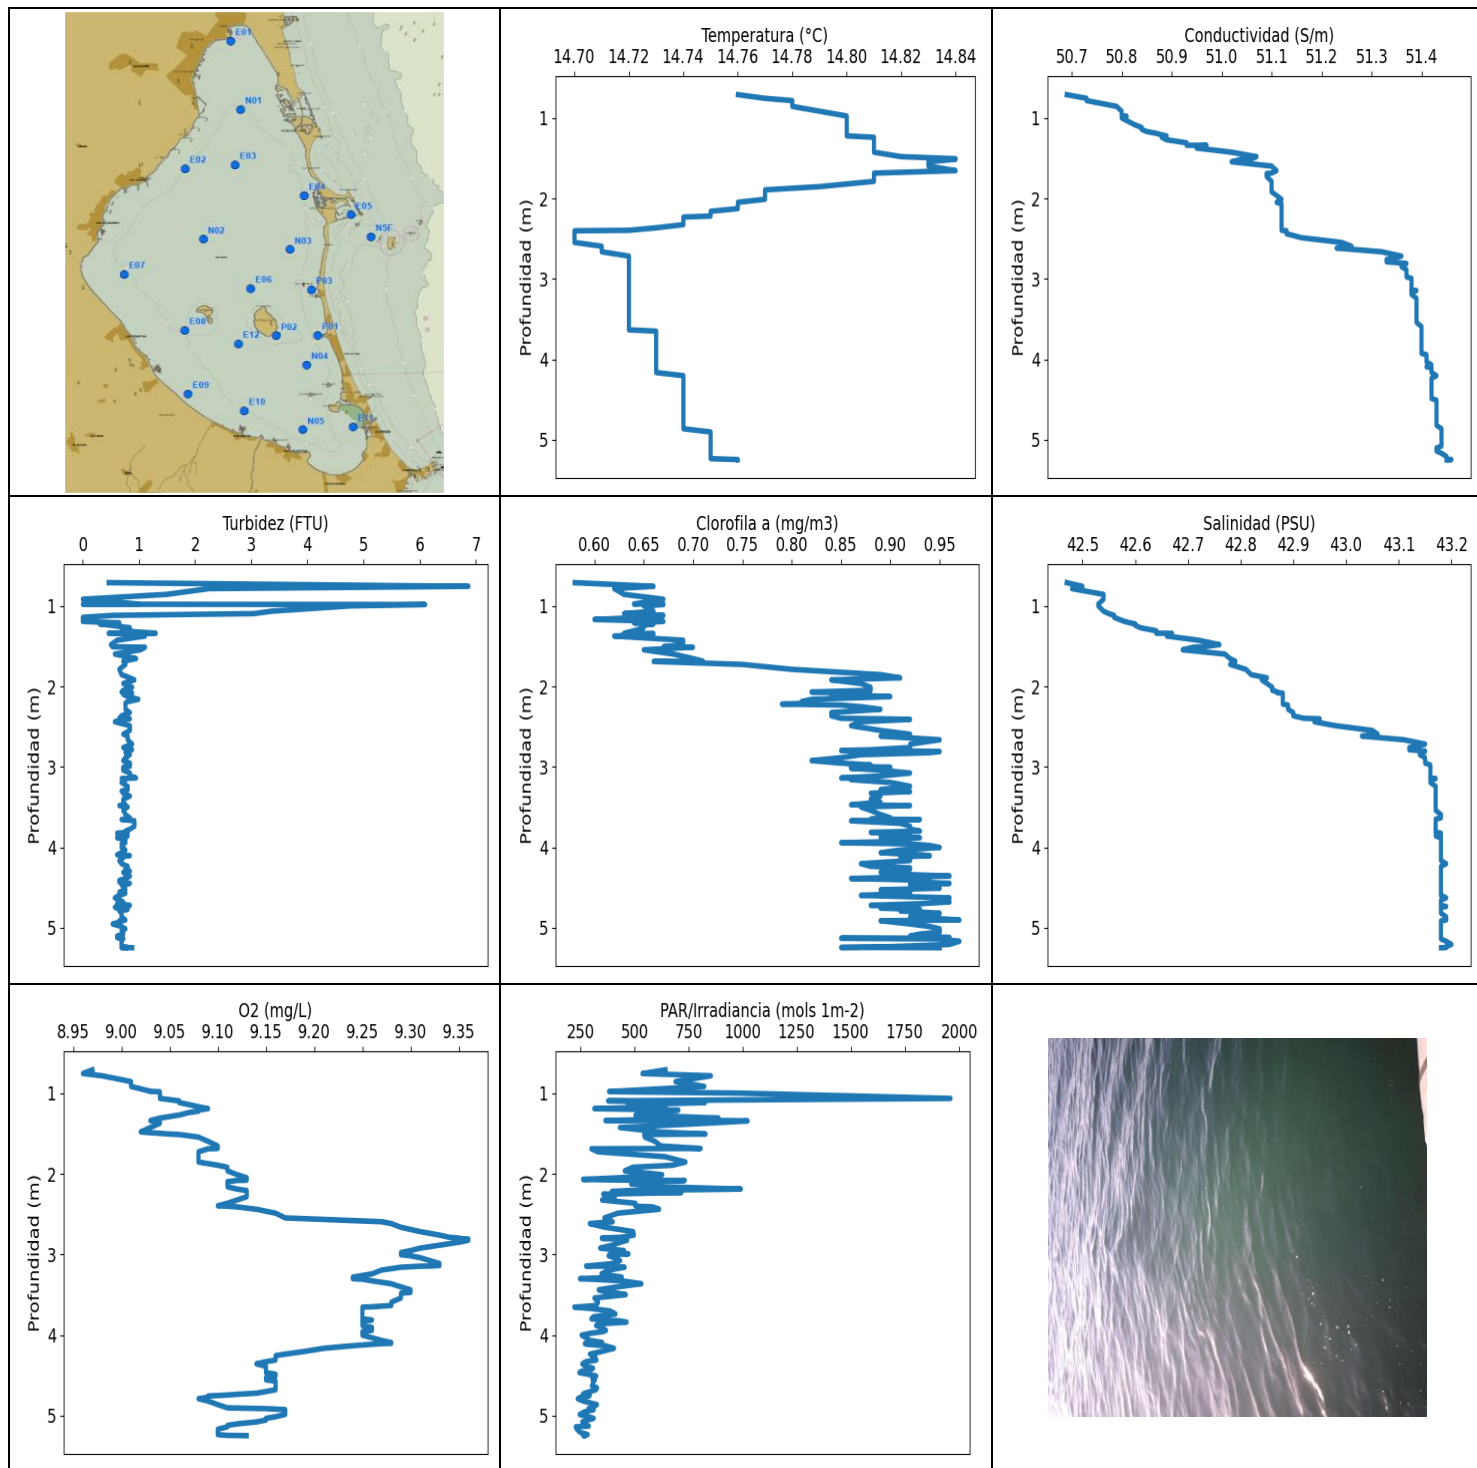 E01
N01
E02
E03
E04
E05
N5F
N02
N03
E07
E06
P03
E08
P02
P01
E12
N04
E09
E10
N05
E11
Temperatura (°C)
14.70 14.72 14.74 14.76 14.78 14.80 14.82 14.84
Profundidad (m)
1
2
3
4
5
Conductividad (S/m)
50.7 50.8 50.9 51.0 51.1 51.2 51.3 51.4
Profundidad (m)
1
2
3
4
5
Turbidez (FTU)
0 1 2 3 4 5 6 7
Profundidad (m)
1
2
3
4
5
Clorofila a (mg/m3)
0.60 0.65 0.70 0.75 0.80 0.85 0.90 0.95
Profundidad (m)
1
2
3
4
5
Salinidad (PSU)
42.5 42.6 42.7 42.8 42.9 43.0 43.1 43.2
Profundidad (m)
1
2
3
4
5
O2 (mg/L)
8.95 9.00 9.05 9.10 9.15 9.20 9.25 9.30 9.35
Profundidad (m)
1
2
3
4
5
PAR/Irradiancia (mols 1m-2)
250 500 750 1000 1250 1500 1750 2000
Profundidad (m)
1
2
3
4
5